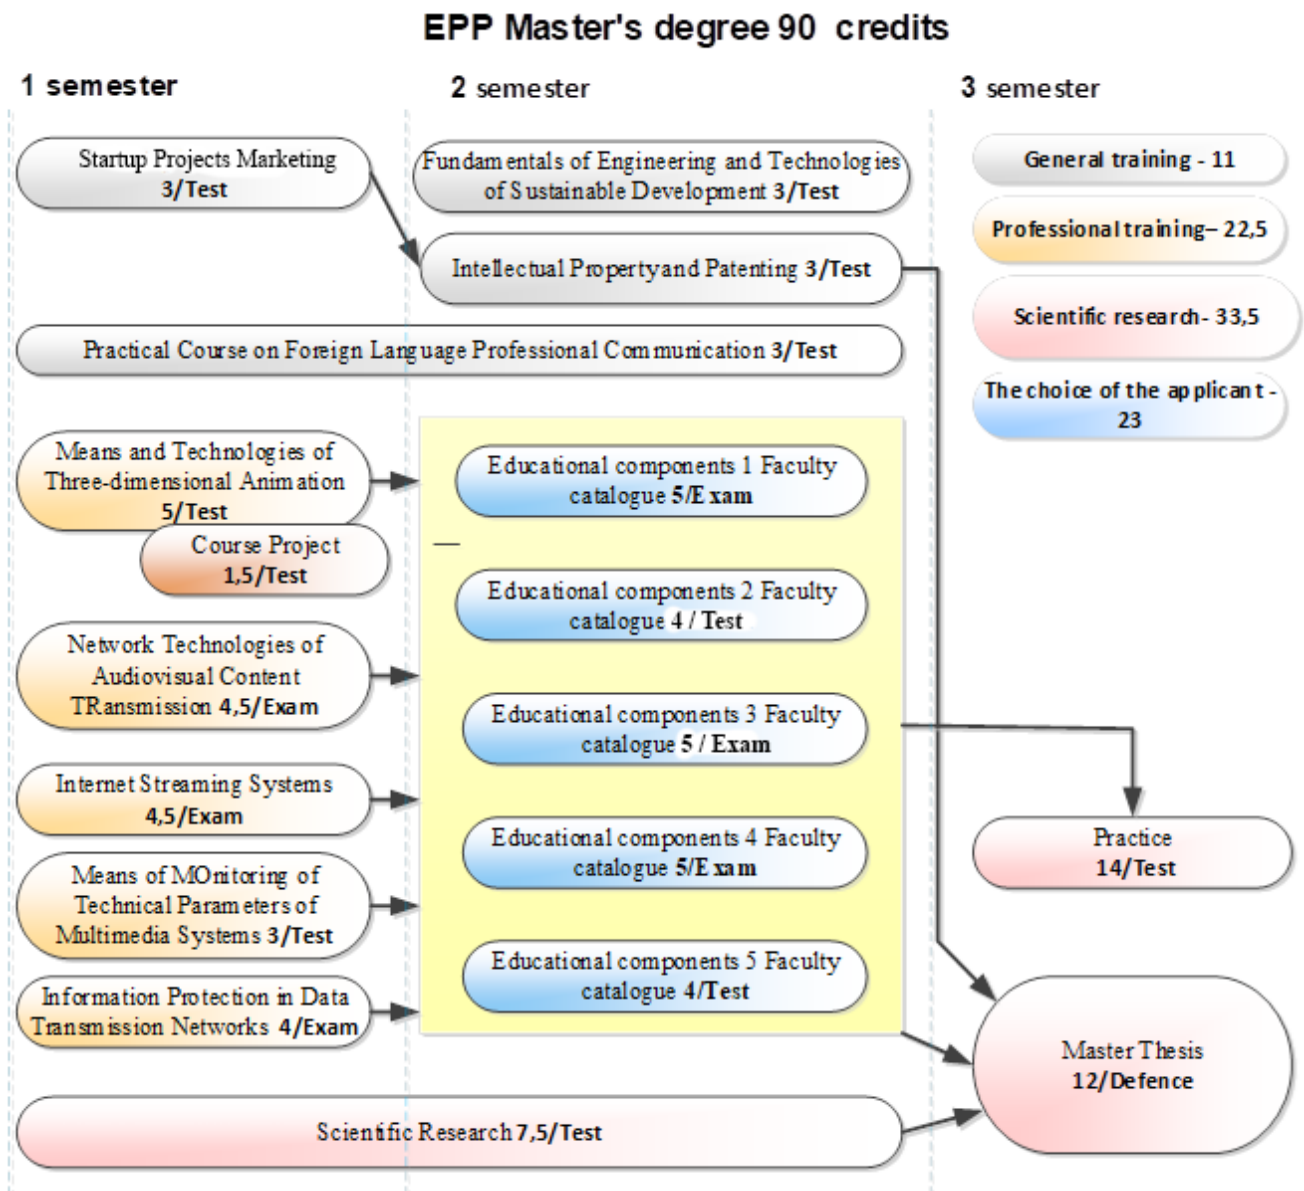 EPP Master's degree 90 credits
1 semester
2 semester
3 semester
Startup Projects Marketing
3/Test
Fundamentals of Engineering and Technologies
of Sustainable Development 3/Test
Intellectual Property and Patenting 3/Test
Practical Course on Foreign Language Professional Communication 3/Test
General training - 11
Professional training– 22,5
Scientific research- 33,5
The choice of the applicant -
23
Means and Technologies of
Three-dimensional Animation
5/Test
Course Project
1,5/Test
Network Technologies of
Audiovisual Content
TRansmission 4,5/Exam
Internet Streaming Systems
4,5/Exam
Means of MOnitoring of
Technical Parameters of
Multimedia Systems 3/Test
Information Protection in Data
Transmission Networks 4/Exam
Educational components 1 Faculty
catalogue 5/Exam
Educational components 2 Faculty
catalogue 4 / Test
Educational components 3 Faculty
catalogue 5 / Exam
Educational components 4 Faculty
catalogue 5/Exam
Educational components 5 Faculty
catalogue 4/Test
Practice
14/Test
Master Thesis
12/Defence
Scientific Research 7,5/Test